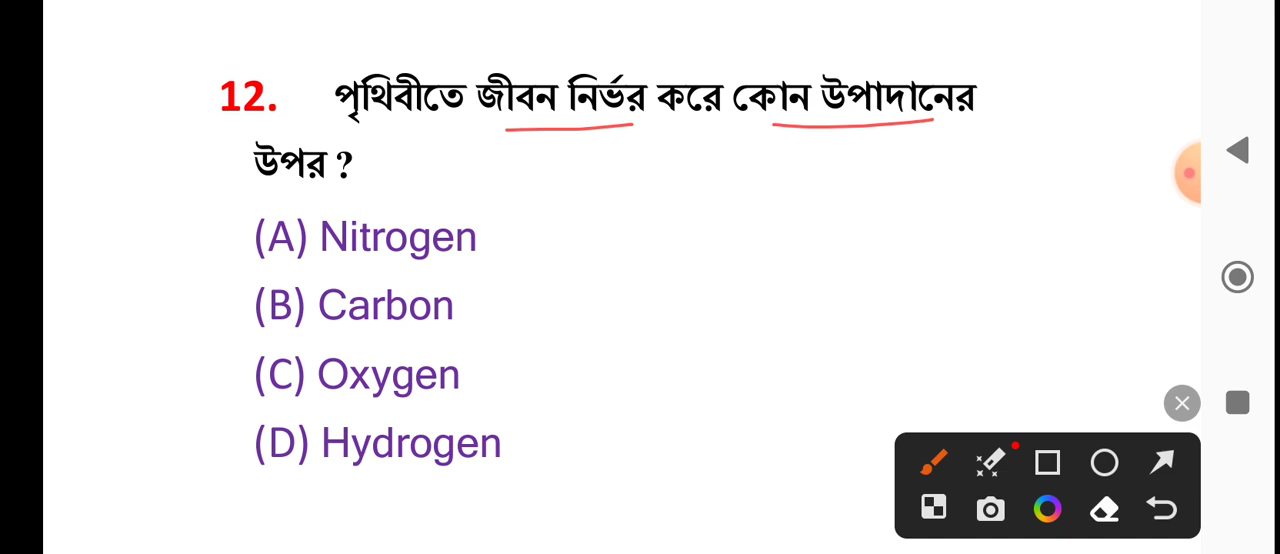 12. পৃথিবীতে জীবন নির্ভর করে কোন উপাদানের
উপর ?
(A) Nitrogen
(B) Carbon
(C) Oxygen
(D) Hydrogen